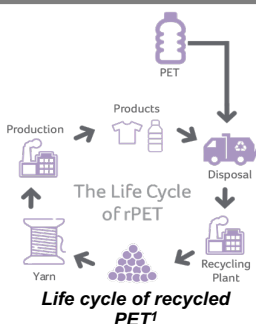 PET
Products
Production
Disposal
The Life Cycle
of rPET
Yarn
Recycling
Plant
Life cycle of recycled
PET1